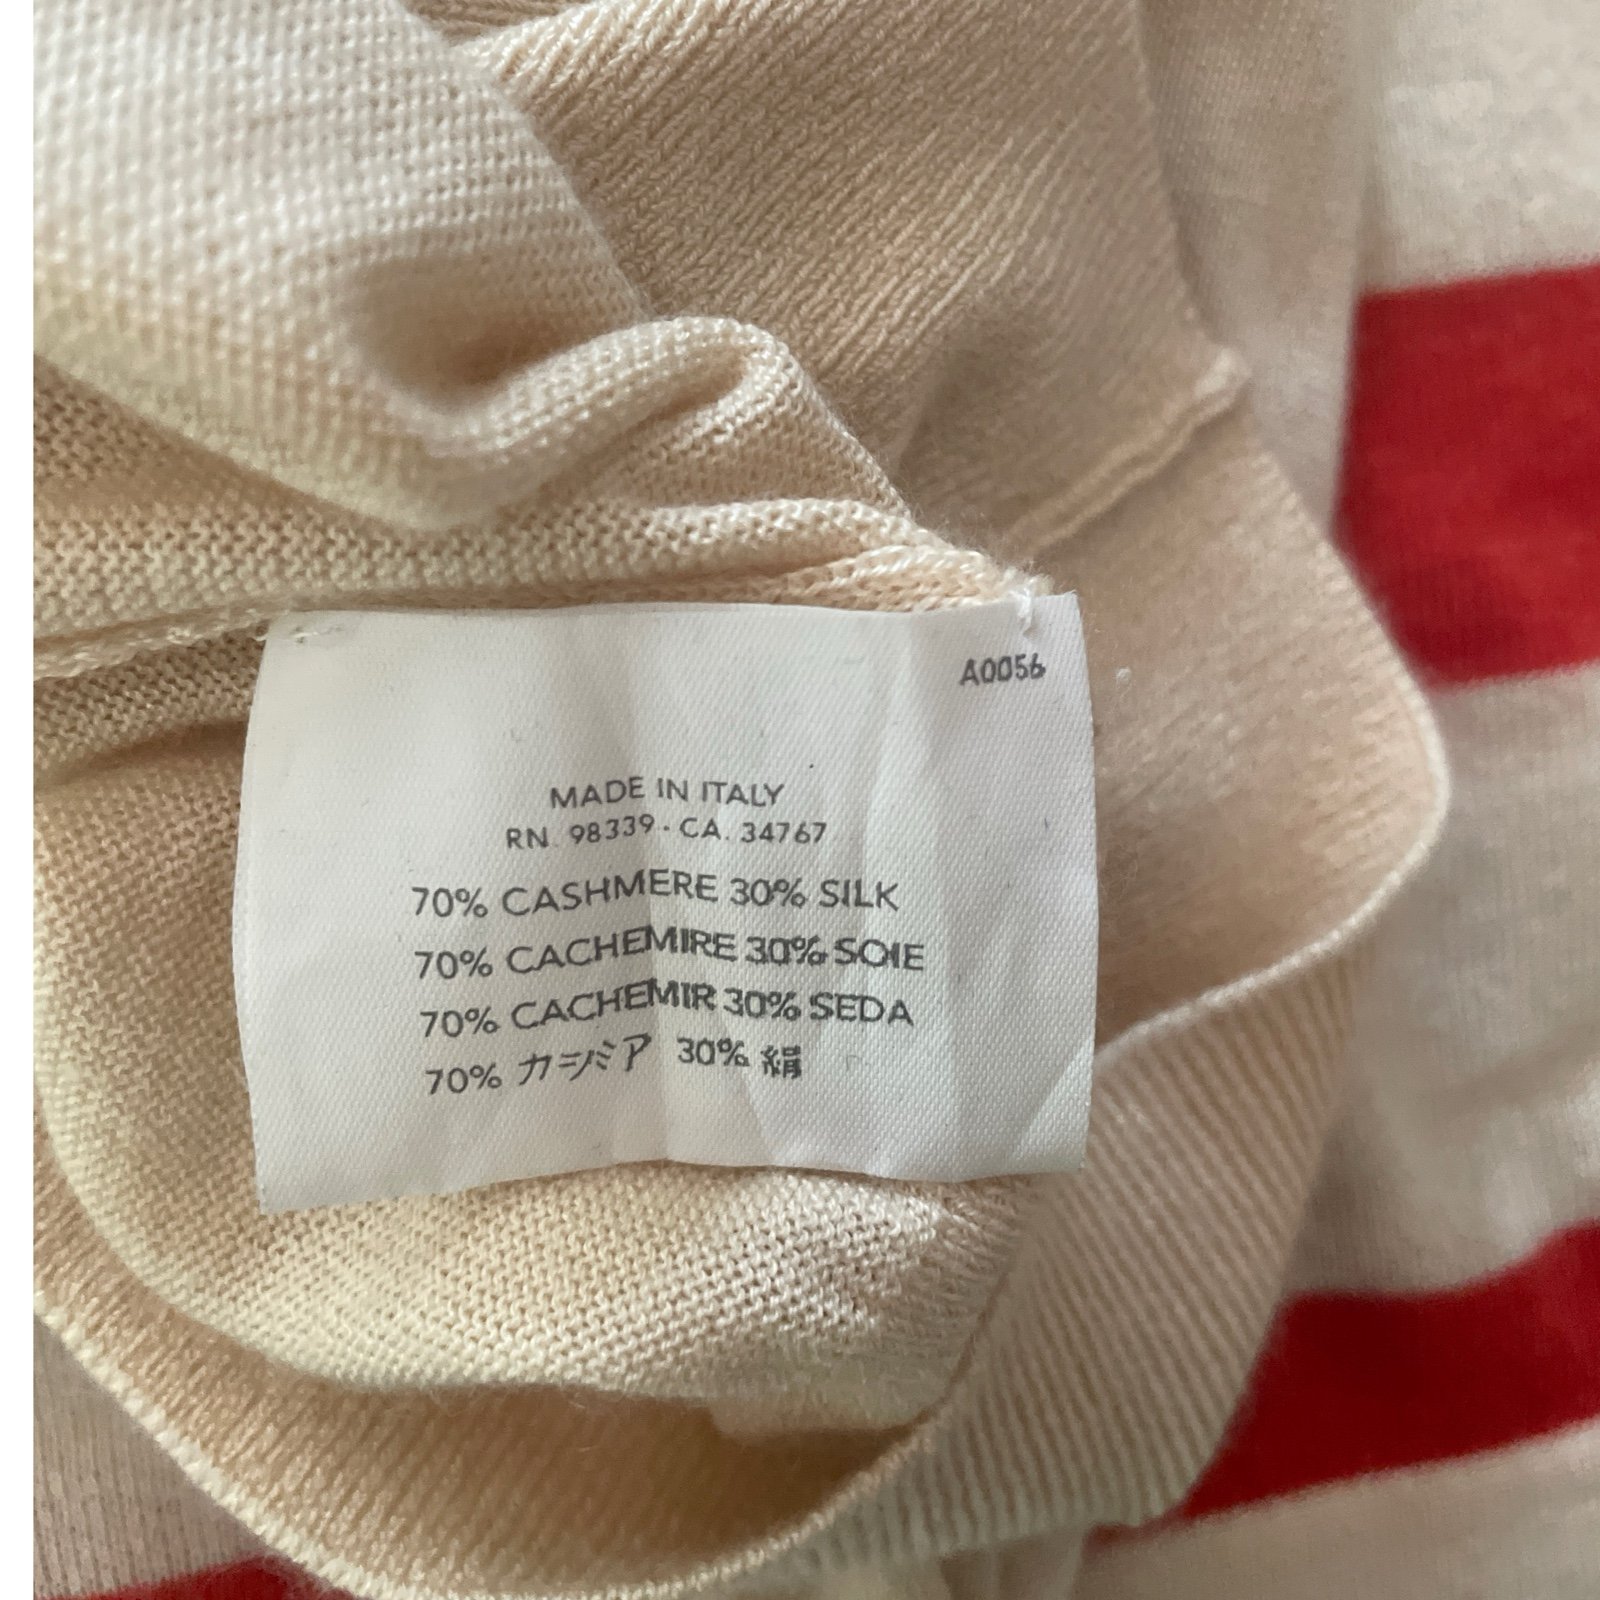 A0056
MADE IN ITALY
RN. 98339 · CA. 34767
70% CASHMERE 30% SILK
70% CACHEMIRE 30% SOIE
70% CACHEMIR 30% SEDA
70% カシミア 30% 絹